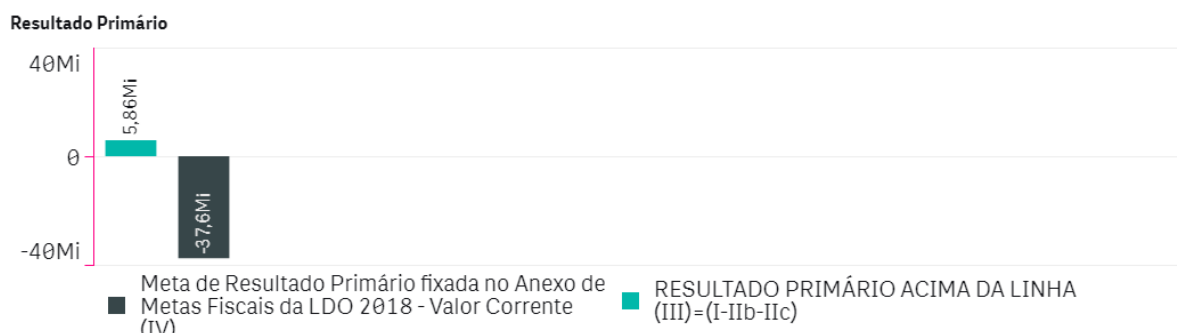 Resultado Primário
40Mi
5,86Mi
0
-37,6Mi
-40Mi
Meta de Resultado Primário fixada no Anexo de
Metas Fiscais da LDO 2018 - Valor Corrente
(IV)
RESULTADO PRIMÁRIO ACIMA DA LINHA
(III)=(I-IIb-IIc)